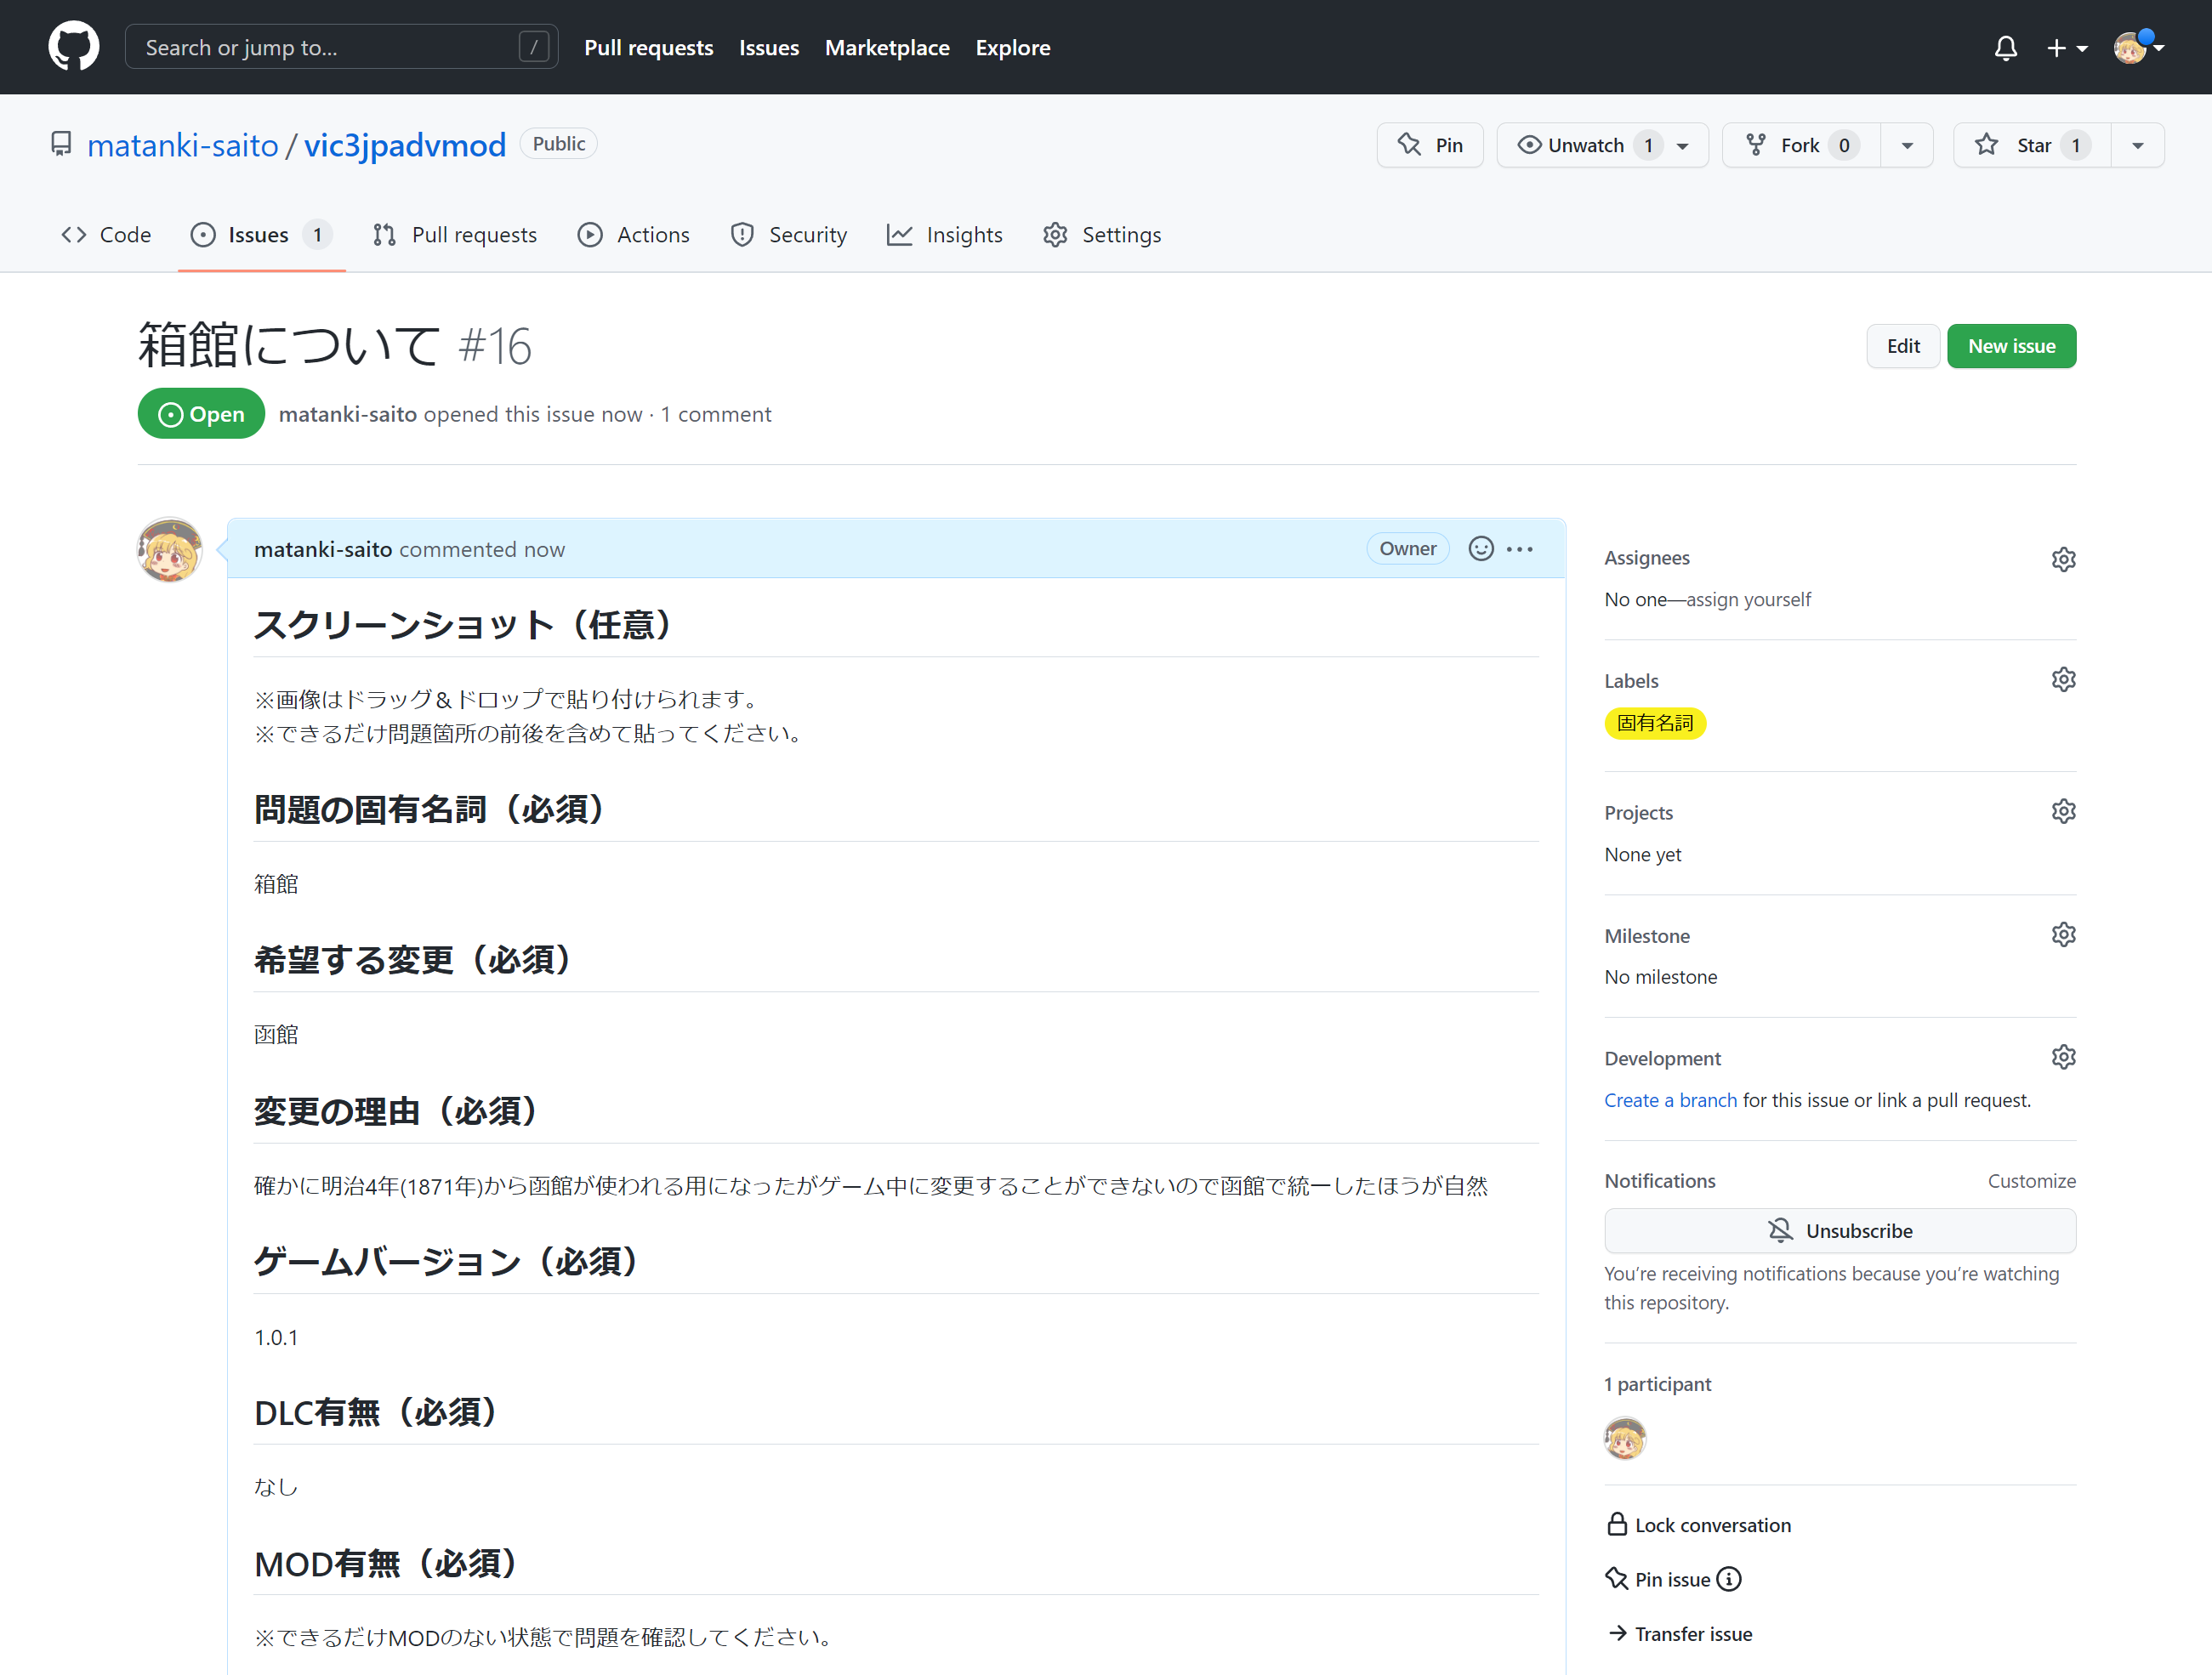 Search or jump to... /
Pull requests Issues Marketplace Explore
matanki-saito / vic3jpadvmod Public
Pin Unwatch 1 Fork 0 Star 1
Code Issues 1 Pull requests Actions Security Insights Settings
箱館について #16
Edit New issue
Open matanki-saito opened this issue now · 1 comment
matanki-saito commented now Owner
スクリーンショット（任意）
※画像はドラッグ＆ドロップで貼り付けられます。
※できるだけ問題箇所の前後を含めて貼ってください。
問題の固有名詞（必須）
箱館
希望する変更（必須）
函館
変更の理由（必須）
確かに明治4年(1871年)から函館が使われる用になったがゲーム中に変更することができないので函館で統一したほうが自然
ゲームバージョン（必須）
1.0.1
DLC有無（必須）
なし
MOD有無（必須）
※できるだけMODのない状態で問題を確認してください。
Assignees
No one—assign yourself
Labels
固有名詞
Projects
None yet
Milestone
No milestone
Development
Create a branch for this issue or link a pull request.
Notifications Customize
Unsubscribe
You’re receiving notifications because you’re watching
this repository.
1 participant
Lock conversation
Pin issue
Transfer issue